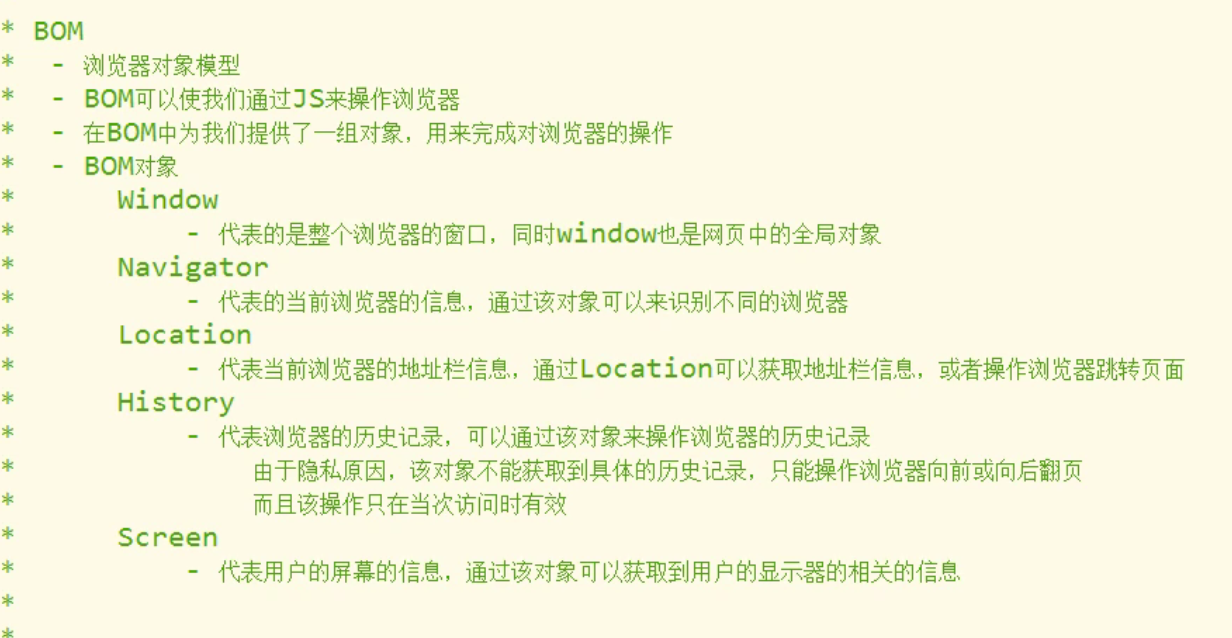 * BOM
*  - 浏览器对象模型
*  - BOM可以使我们通过JS来操作浏览器
*  - 在BOM中为我们提供了一组对象，用来完成对浏览器的操作
*  - BOM对象
*      Window
*          - 代表的是整个浏览器的窗口，同时window也是网页中的全局对象
*      Navigator
*          - 代表的当前浏览器的信息，通过该对象可以来识别不同的浏览器
*      Location
*          - 代表当前浏览器的地址栏信息，通过Location可以获取地址栏信息，或者操作浏览器跳转页面
*      History
*          - 代表浏览器的历史记录，可以通过该对象来操作浏览器的历史记录
*              由于隐私原因，该对象不能获取到具体的历史记录，只能操作浏览器向前或向后翻页
*              而且该操作只在当次访问时有效
*      Screen
*          - 代表用户的屏幕的信息，通过该对象可以获取到用户的显示器的相关的信息
*
*